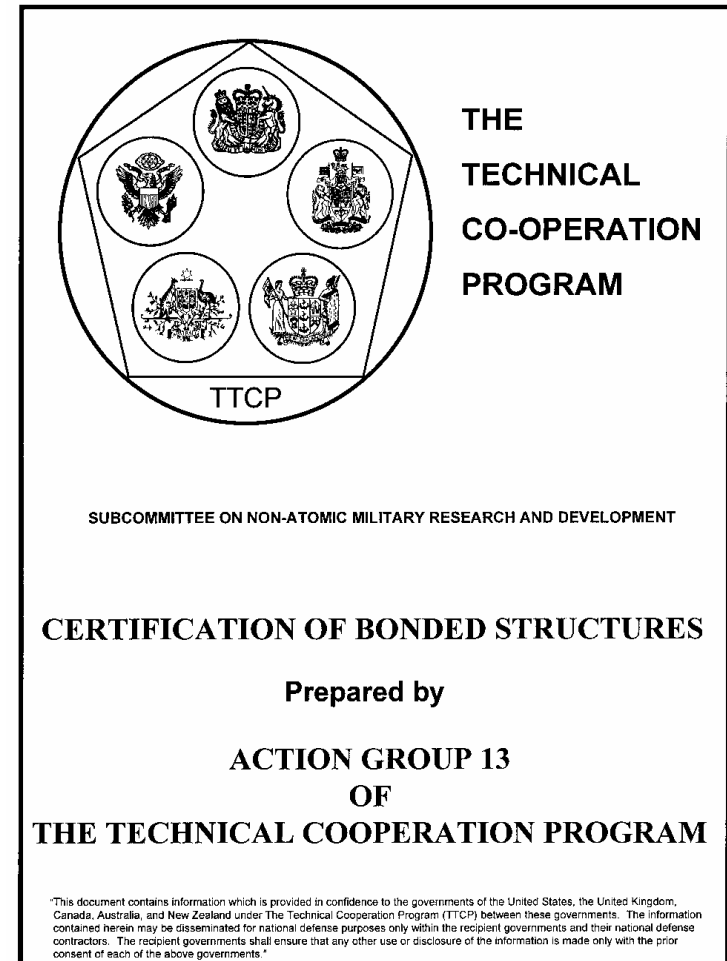 THE
TECHNICAL
CO-OPERATION
PROGRAM
TTCP
SUBCOMMITTEE ON NON-ATOMIC MILITARY RESEARCH AND DEVELOPMENT
CERTIFICATION OF BONDED STRUCTURES
Prepared by
ACTION GROUP 13
OF
THE TECHNICAL COOPERATION PROGRAM
"This document contains information which is provided in confidence to the governments of the United States, the United Kingdom,
Canada, Australia, and New Zealand under The Technical Cooperation Program (TTCP) between these governments. The information
contained herein may be disseminated for national defense purposes only within the recipient governments and their national defense
contractors. The recipient governments shall ensure that any other use or disclosure of the information is made only with the prior
consent of each of the above governments."